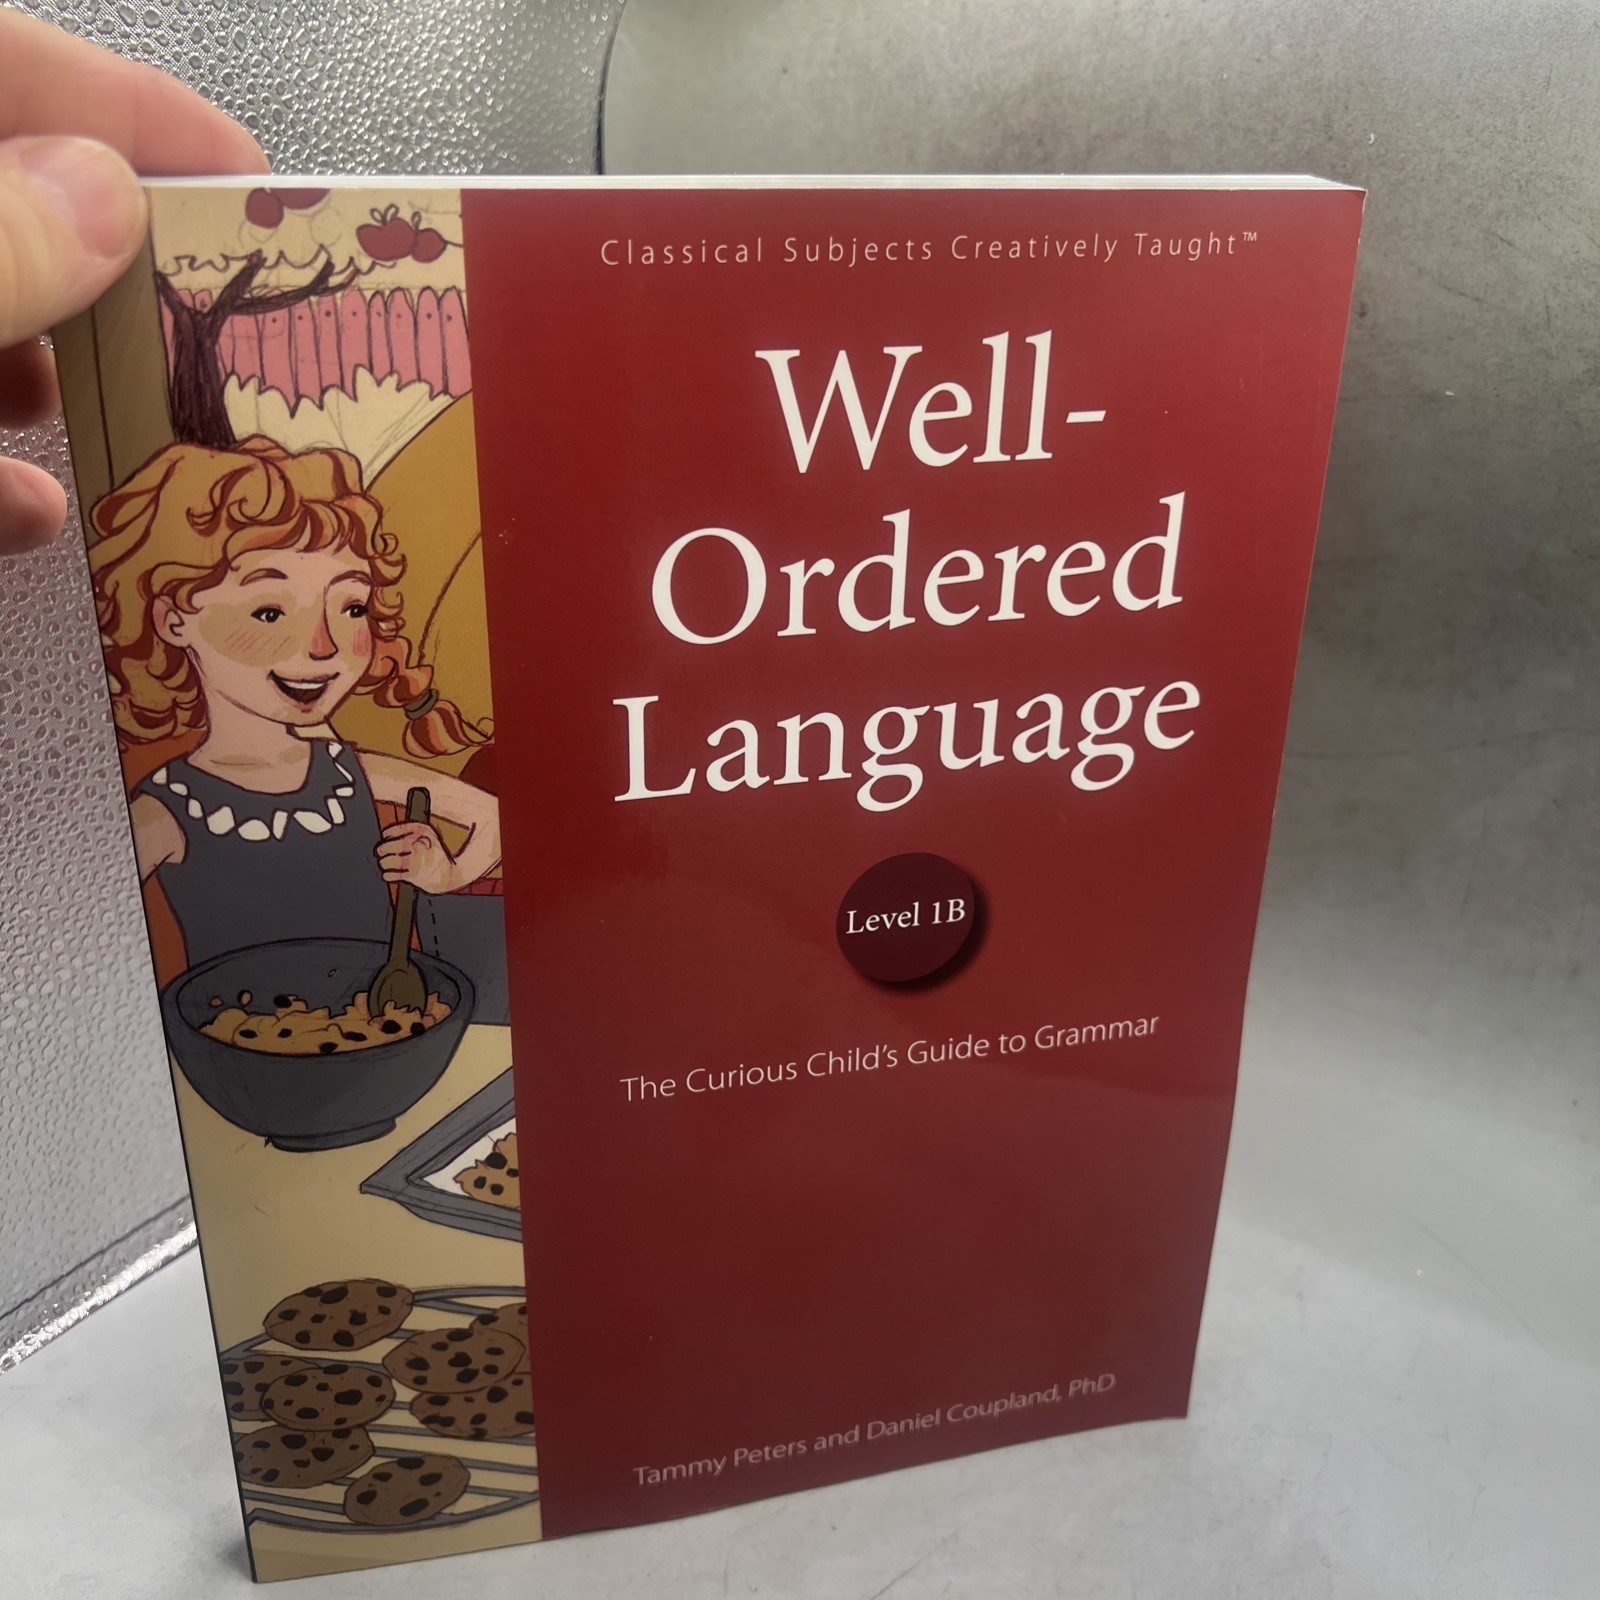 Classical Subjects Creatively Taught™
Well-
Ordered
Language
Level 1B
The Curious Child's Guide to Grammar
Tammy Peters and Daniel Coupland, PhD